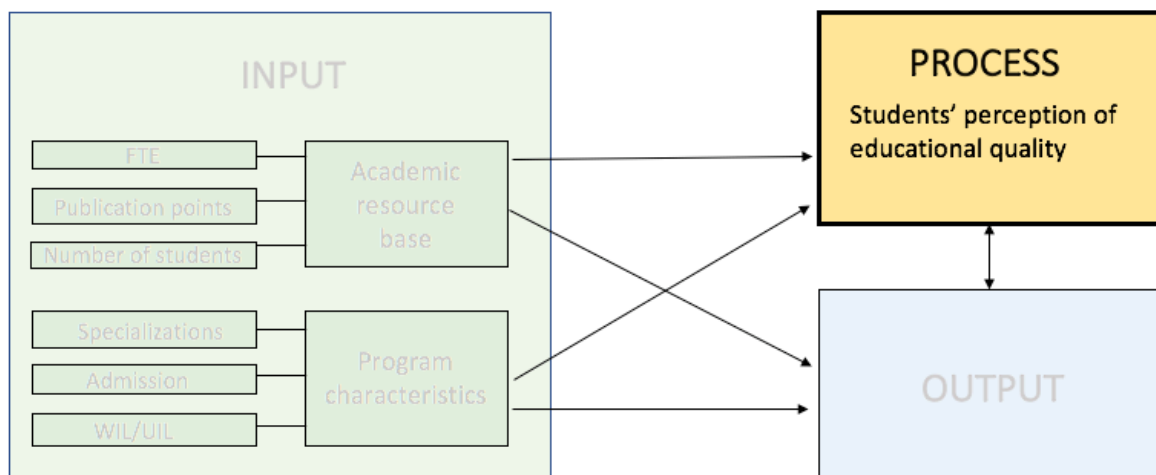 INPUT
FTE
Publication points
Number of students
Academic
resource
base
Specializations
Admission
WIL/UIL
Program
characteristics
PROCESS
Students’ perception of
educational quality
OUTPUT